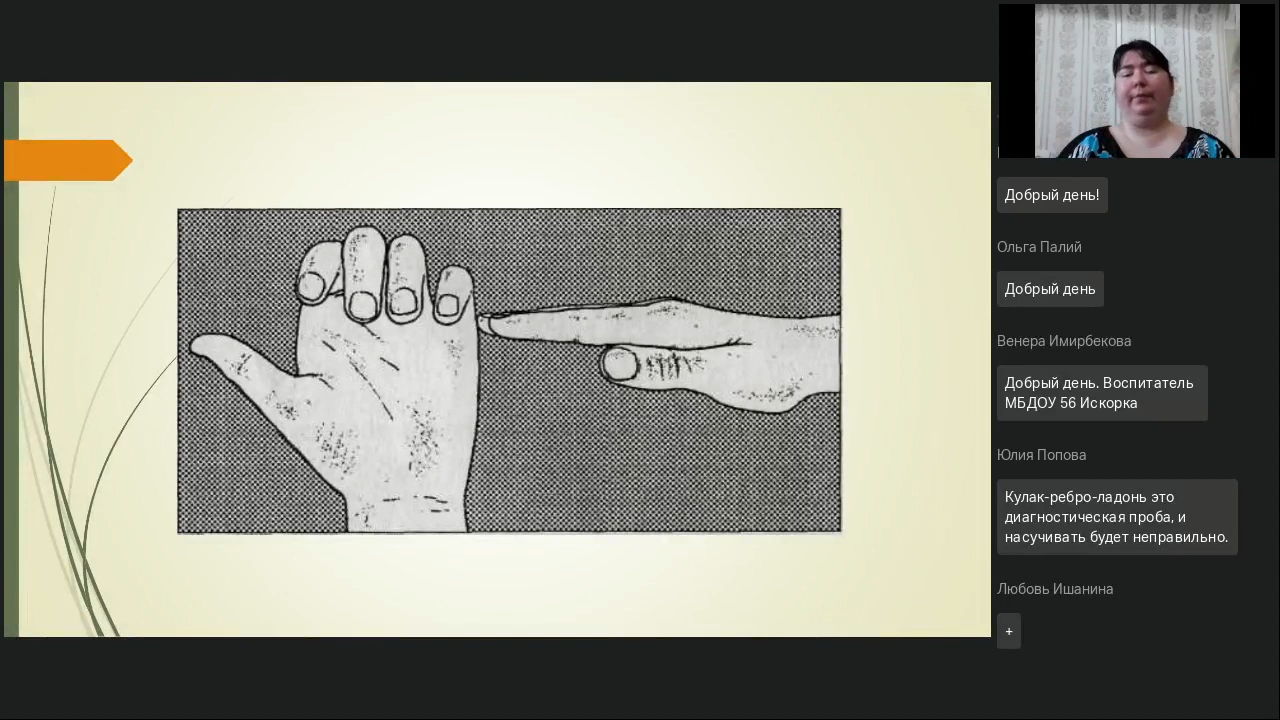 Добрый день!
Ольга Палий
Добрый день
Венера Имирбекова
Добрый день. Воспитатель
МБДОУ 56 Искорка
Юлия Попова
Кулак-ребро-ладонь это
диагностическая проба, и
насучивать будет неправильно.
Любовь Ишанина
+